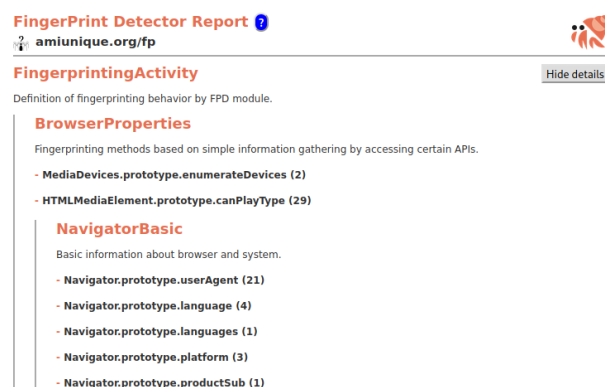 FingerPrint Detector Report ?
amiunique.org/fp
FingerprintingActivity
Hide details
Definition of fingerprinting behavior by FPD module.
BrowserProperties
Fingerprinting methods based on simple information gathering by accessing certain APIs.
- MediaDevices.prototype.enumerateDevices (2)
- HTMLMediaElement.prototype.canPlayType (29)
NavigatorBasic
Basic information about browser and system.
- Navigator.prototype.userAgent (21)
- Navigator.prototype.language (4)
- Navigator.prototype.languages (1)
- Navigator.prototype.platform (3)
- Navigator.prototype.productSub (1)